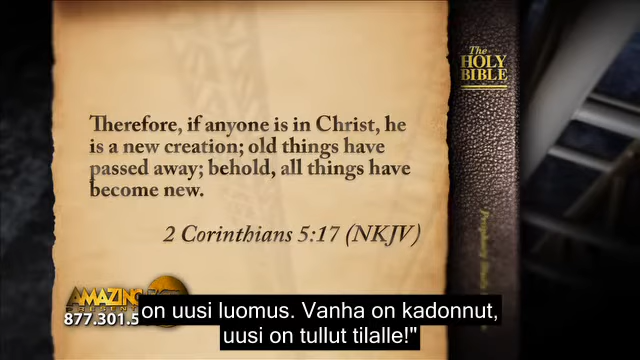 The
HOLY
BIBLE
Therefore, if anyone is in Christ, he
is a new creation; old things have
passed away; behold, all things have
become new.
2 Corinthians 5:17 (NKJV)
AMAZING
877.301.5
on uusi luomus. Vanha on kadonnut,
uusi on tullut tilalle!"